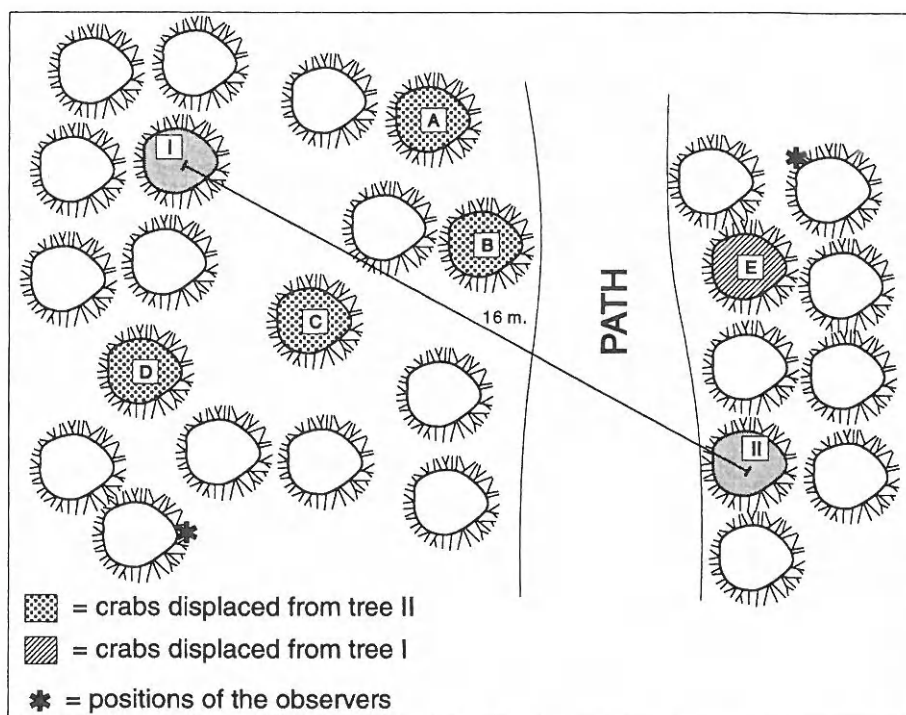 A
I
B
E
C
16 m.
PATH
D
II
= crabs displaced from tree II
= crabs displaced from tree I
= positions of the observers